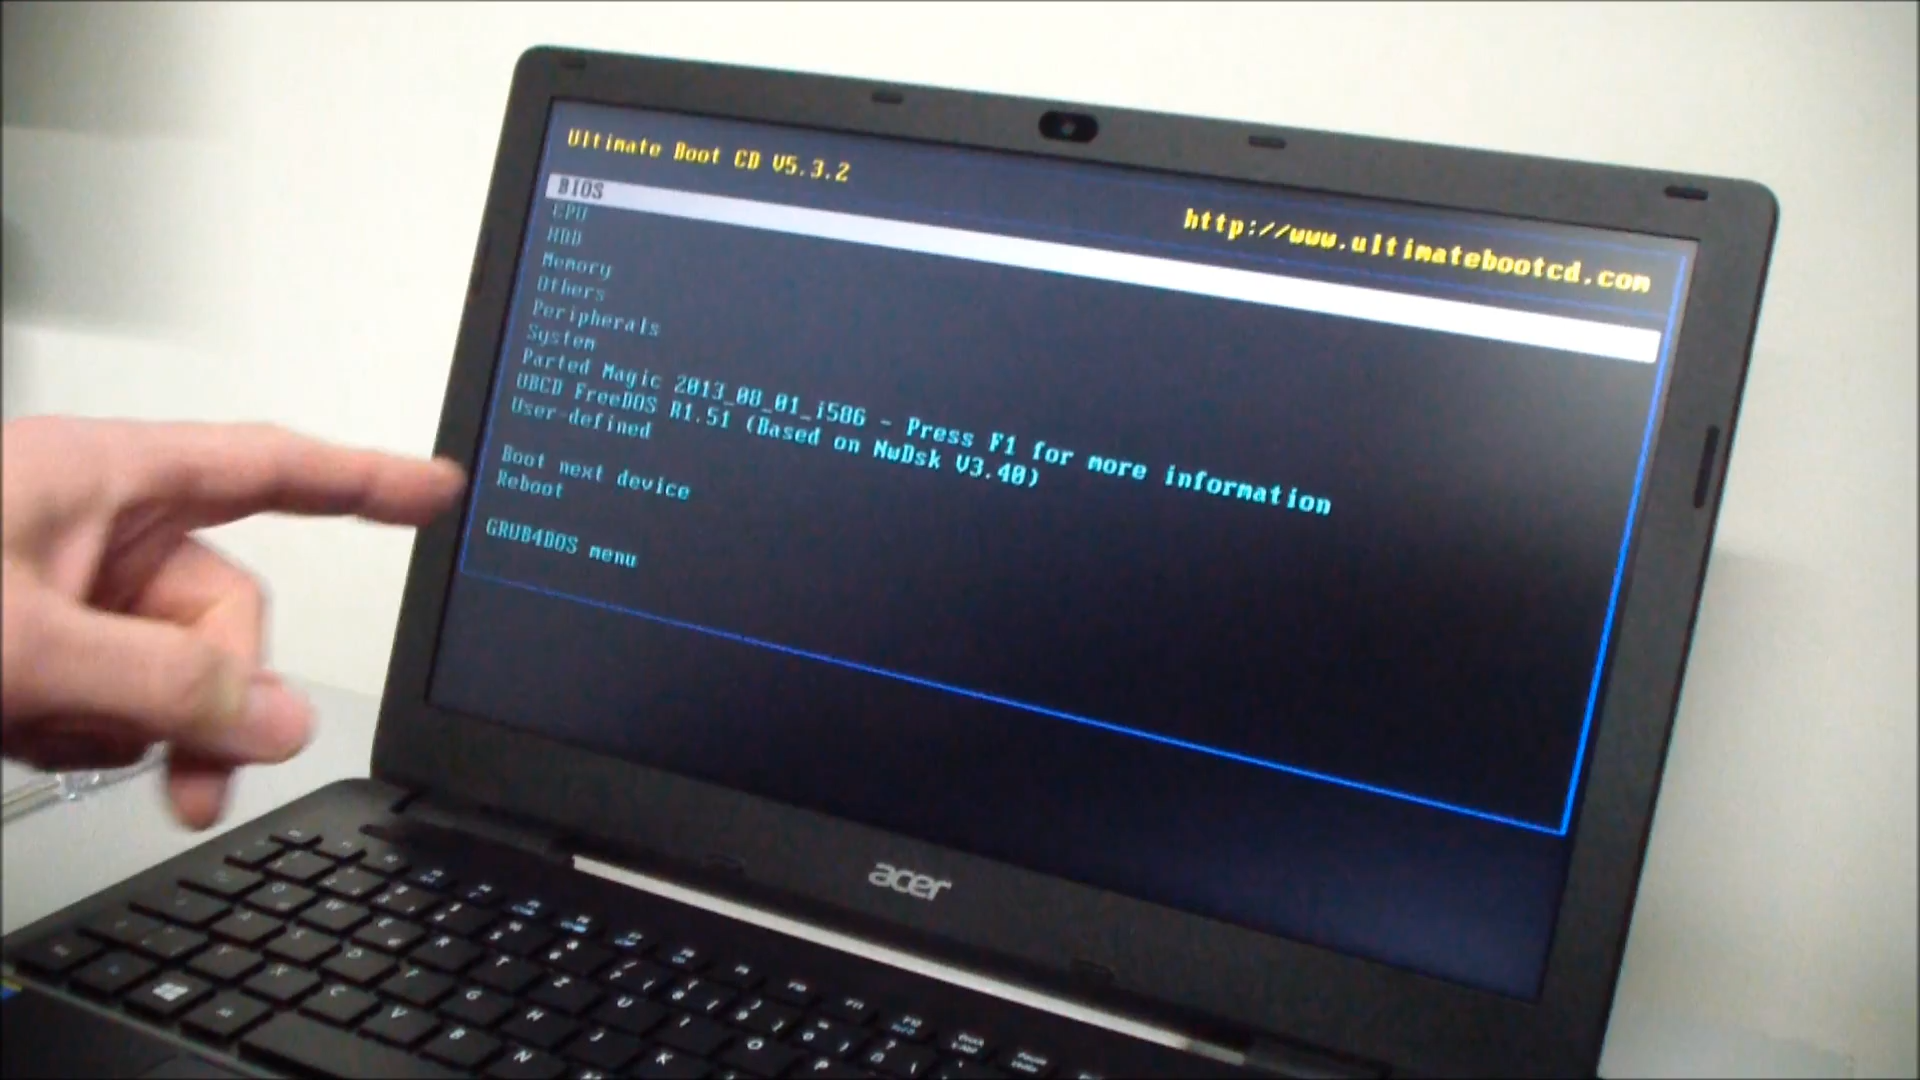 Ultimate Boot CD V5.3.2
http://www.ultimatebootcd.com
BIOS
CPU
HDD
Memory
Others
Peripherals
System
Parted Magic 2013_08_01_i586 - Press F1 for more information
UBCD FreeDOS R1.51 (Based on NwDsk V3.40)
User-defined
Boot next device
Reboot
GRUB4DOS menu
acer